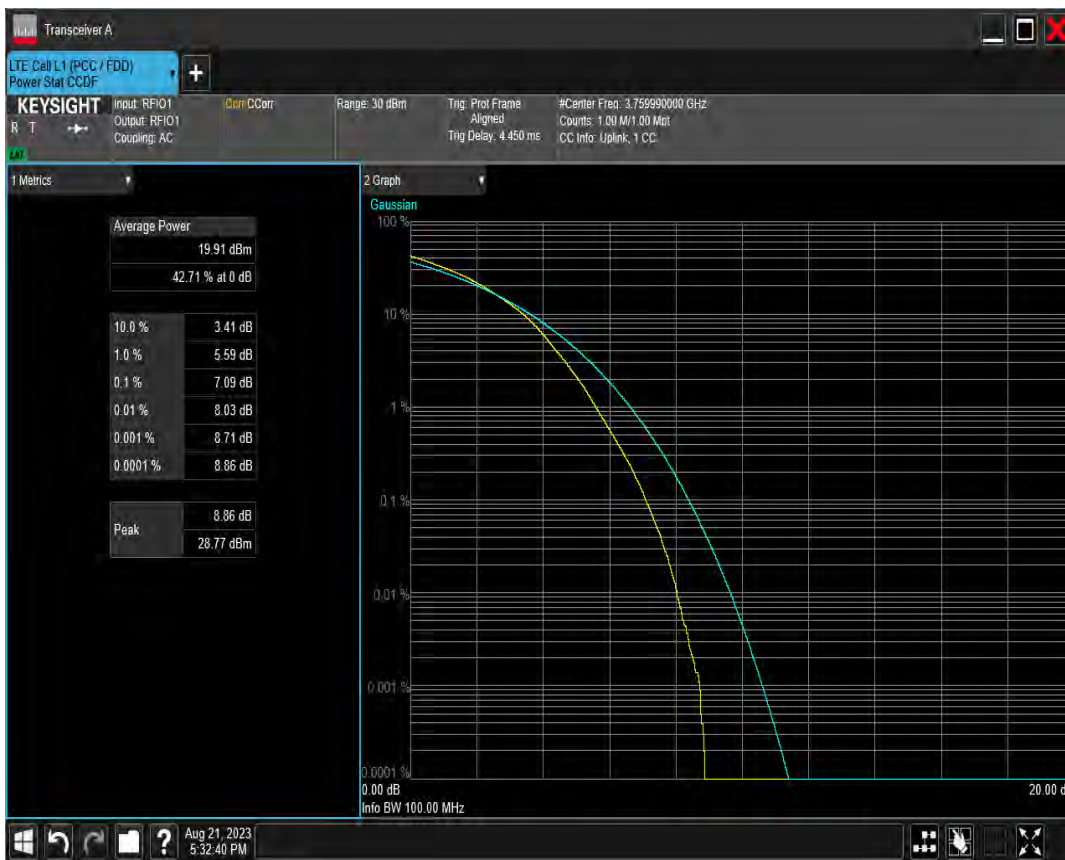 Transceiver A
LTE Cell L1 (PCC / FDD)
Power Stat CCDF
+
KEYSIGHT
R T
LNI
Input: RFIO1
Output: RFIO1
Coupling: AC
Corr CCorr
Range: 30 dBm
Trig: Prot Frame
Aligned
Trig Delay: 4.450 ms
#Center Freq: 3.759990000 GHz
Counts: 1.00 M/1.00 Mpt
CC Info: Uplink, 1 CC
1 Metrics
Average Power
19.91 dBm
42.71 % at 0 dB
10.0 % 3.41 dB
1.0 % 5.59 dB
0.1 % 7.09 dB
0.01 % 8.03 dB
0.001 % 8.71 dB
0.0001 % 8.86 dB
Peak
8.86 dB
28.77 dBm
2 Graph
Gaussian
100 %
10 %
1 %
0.1 %
0.01 %
0.001 %
0.0001 %
0.00 dB
20.00 d
Info BW 100.00 MHz
?
Aug 21, 2023
5:32:40 PM